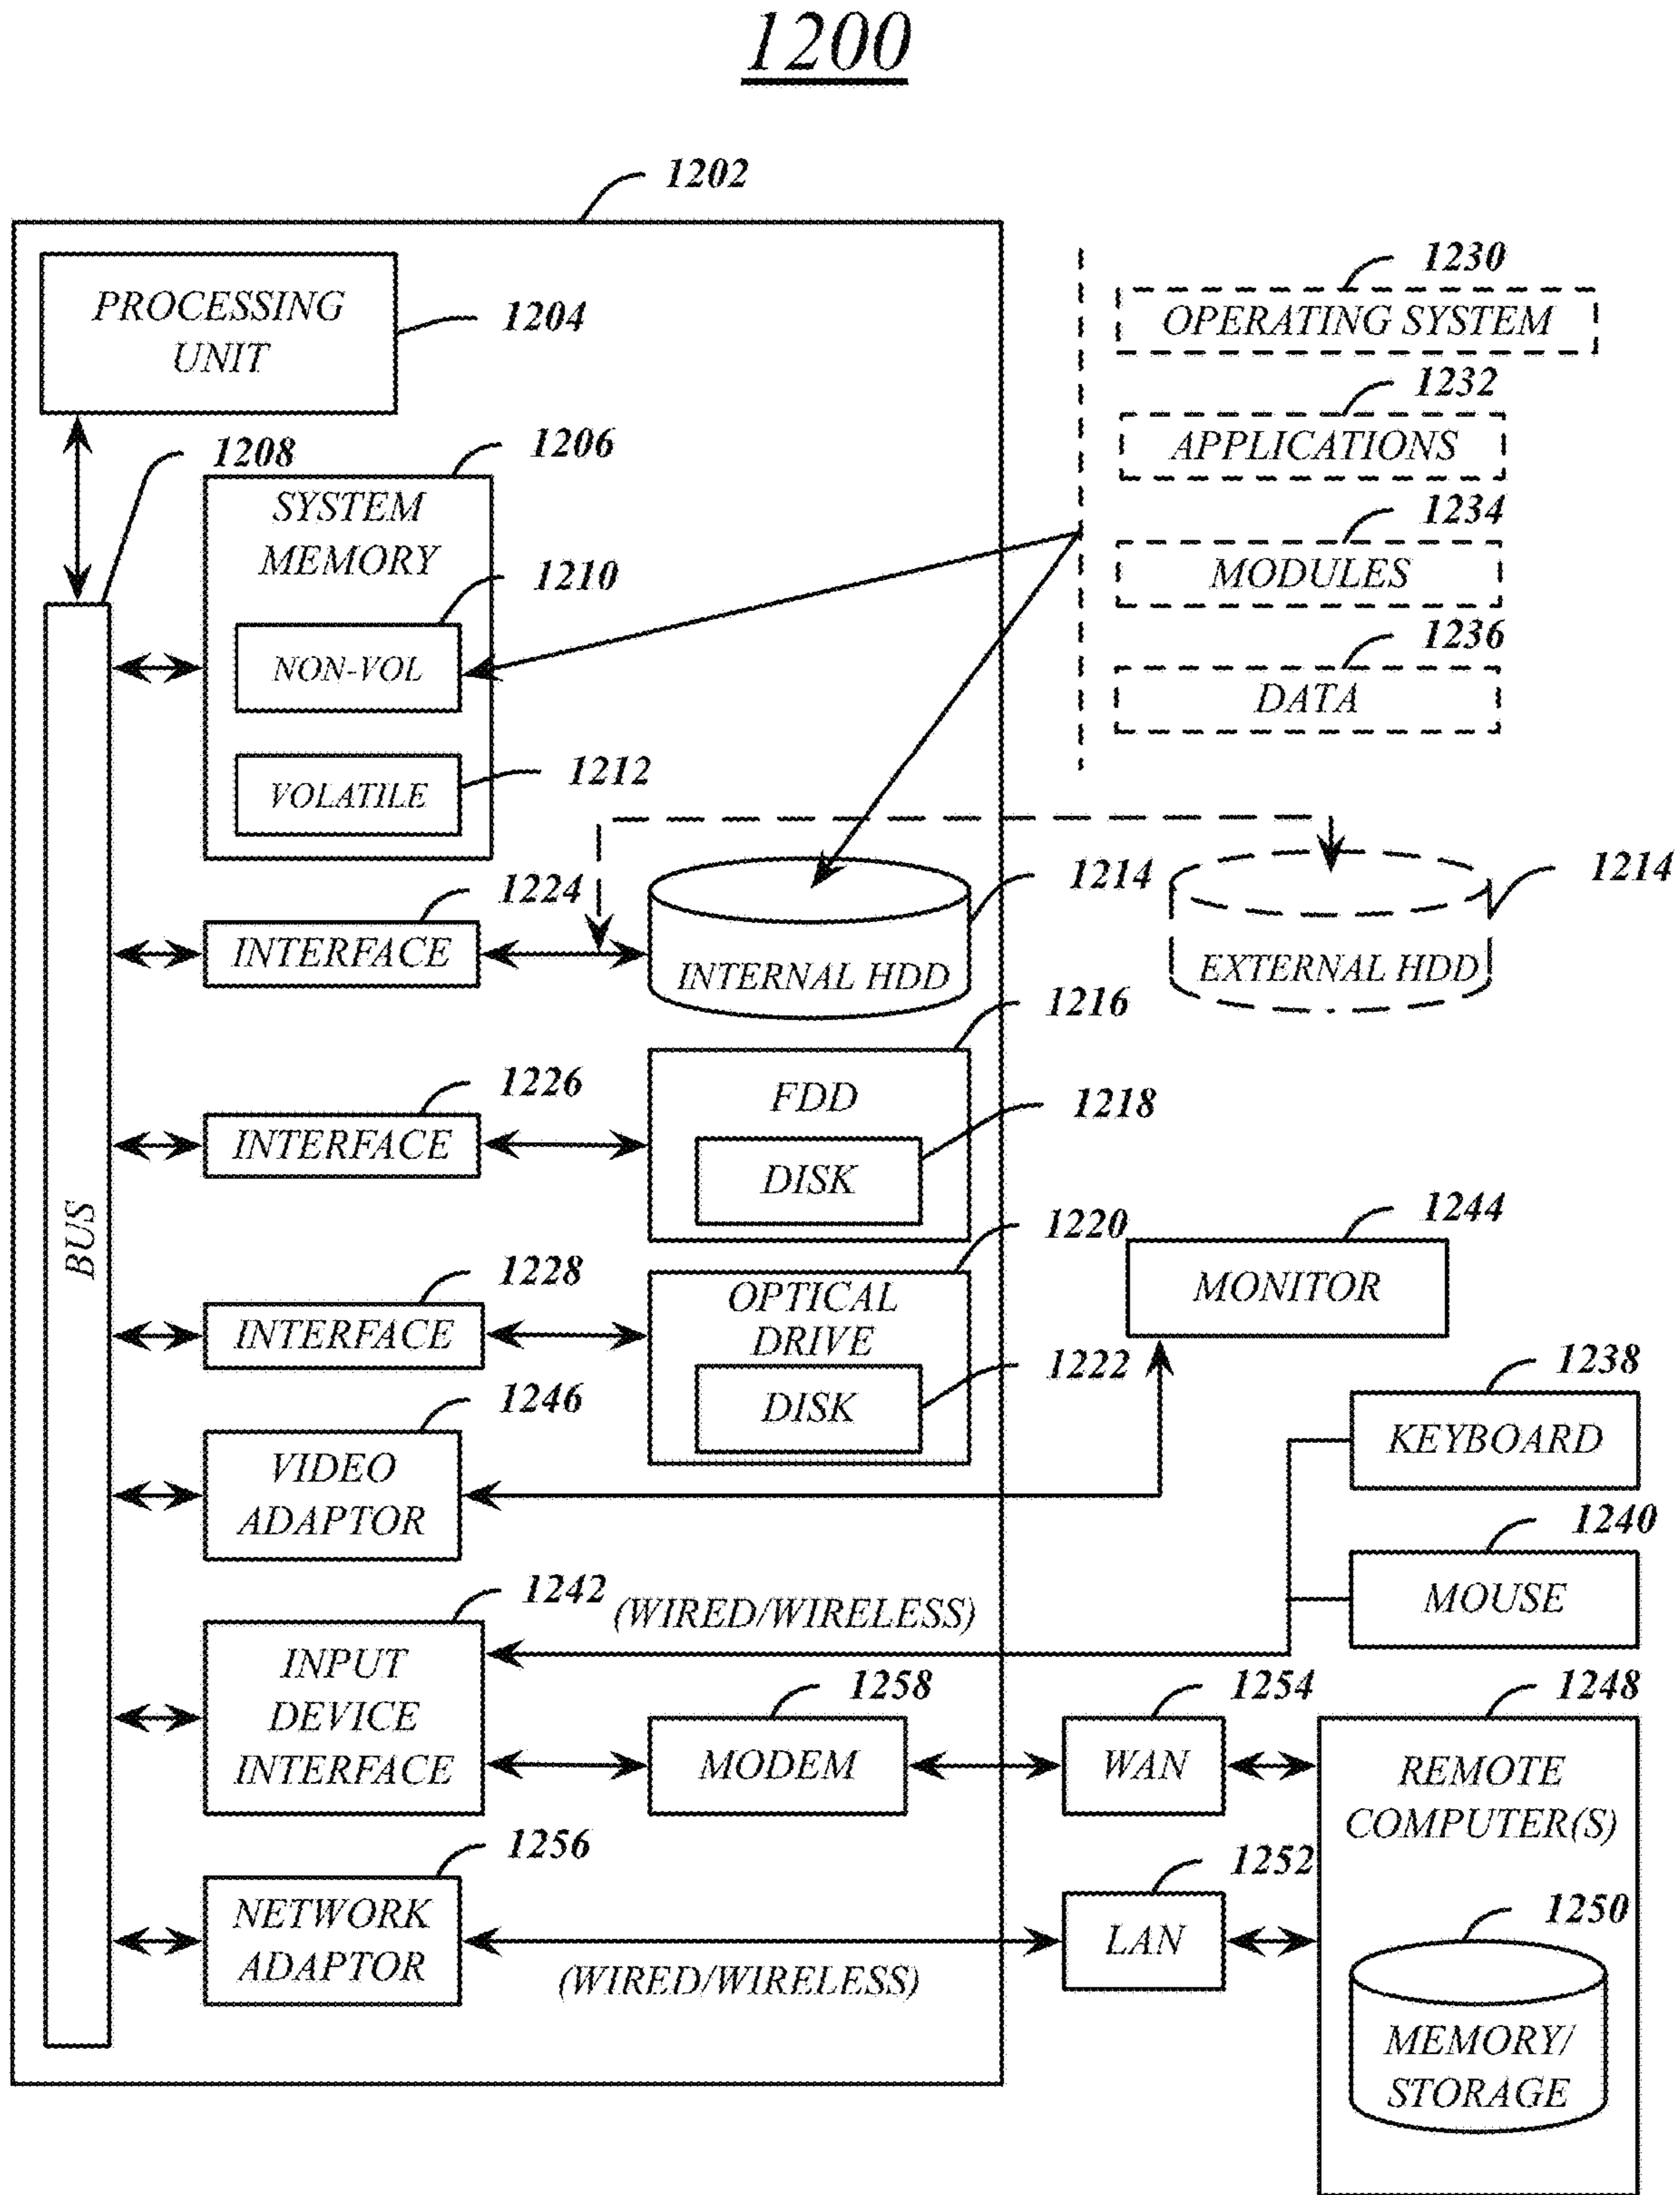 1200
1202
PROCESSING
UNIT
1204
1230
OPERATING SYSTEM
1232
APPLICATIONS
1234
MODULES
1236
DATA
1208
1206
SYSTEM
MEMORY
1210
NON-VOL
1212
VOLATILE
1224
INTERFACE
1214
INTERNAL HDD
1214
EXTERNAL HDD
1216
FDD
1226
INTERFACE
1218
DISK
BUS
1220
OPTICAL
DRIVE
1228
INTERFACE
1222
DISK
1244
MONITOR
1246
VIDEO
ADAPTOR
1238
KEYBOARD
1240
MOUSE
1242
(WIRED/WIRELESS)
INPUT
DEVICE
INTERFACE
1258
MODEM
1254
WAN
1248
REMOTE
COMPUTER(S)
1256
NETWORK
ADAPTOR
(WIRED/WIRELESS)
1252
LAN
1250
MEMORY/
STORAGE